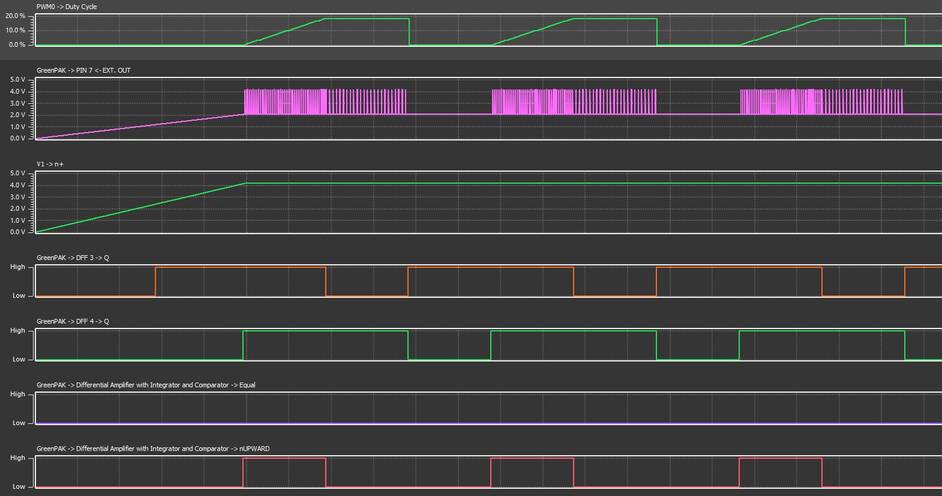 PWM0 -> Duty Cycle
20.0 %
10.0 %
0.0 %
GreenPAK -> PIN 7 <- EXT. OUT
5.0 V
4.0 V
3.0 V
2.0 V
1.0 V
0.0 V
V1 -> n+
5.0 V
4.0 V
3.0 V
2.0 V
1.0 V
0.0 V
GreenPAK -> DFF 3 -> Q
High
Low
GreenPAK -> DFF 4 -> Q
High
Low
GreenPAK -> Differential Amplifier with Integrator and Comparator -> Equal
High
Low
GreenPAK -> Differential Amplifier with Integrator and Comparator -> nUPWARD
High
Low